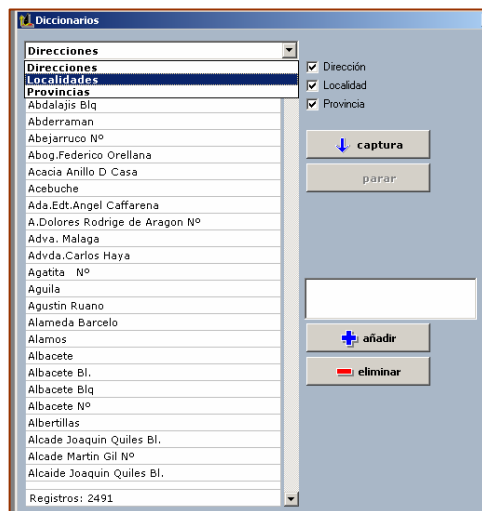 Diccionarios
Direcciones
Direcciones
Localidades
Provincias
Abdalajis Blq
Abderraman
Abejarruco Nº
Abog.Federico Orellana
Acacia Anillo D Casa
Acebuche
Ada.Edt.Angel Caffarena
A.Dolores Rodrige de Aragon Nº
Adva. Malaga
Advda.Carlos Haya
Agatita Nº
Aguila
Agustin Ruano
Alameda Barcelo
Alamos
Albacete
Albacete Bl.
Albacete Blq
Albacete Nº
Albertillas
Alcade Joaquin Quiles Bl.
Alcade Martin Gil Nº
Alcaide Joaquin Quiles Bl.
Registros: 2491
Dirección
Localidad
Provincia
captura
parar
añadir
eliminar